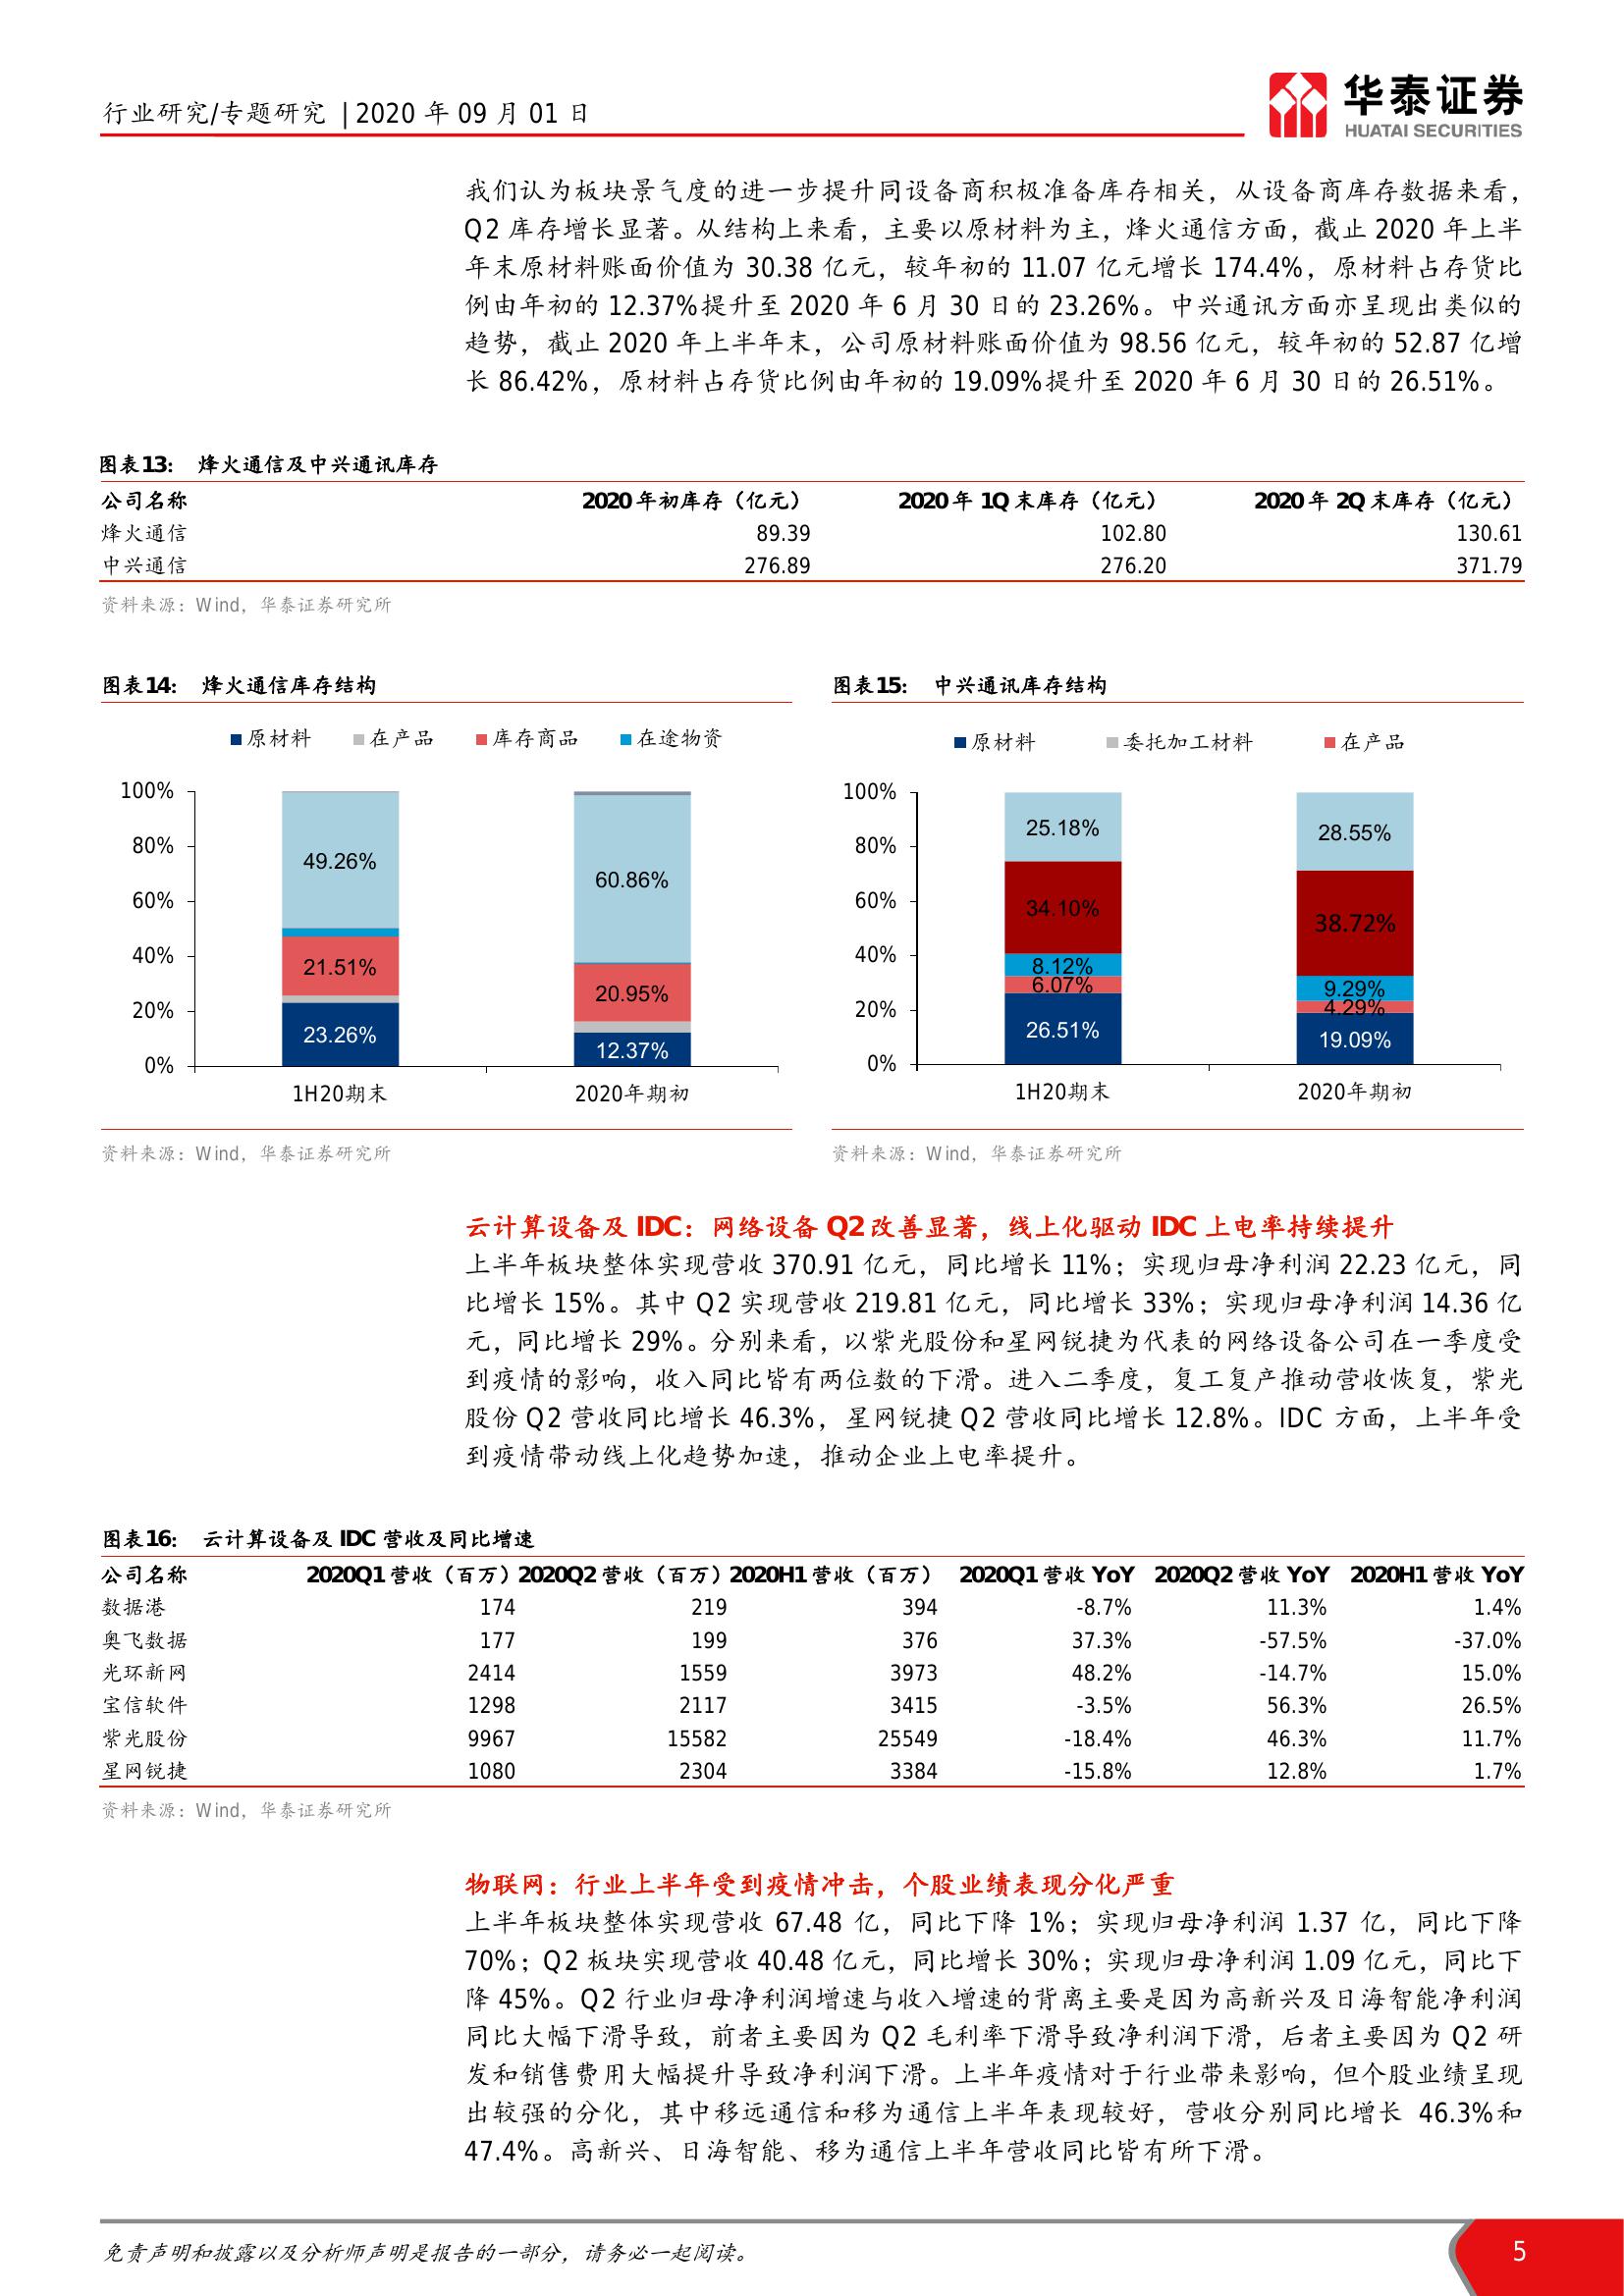 行业研究/专题研究 | 2020 年 09 月 01 日
华泰证券
HUATAI SECURITIES
我们认为板块景气度的进一步提升同设备商积极准备库存相关，从设备商库存数据来看，
Q2 库存增长显著。从结构上来看，主要以原材料为主，烽火通信方面，截止 2020 年上半
年末原材料账面价值为 30.38 亿元，较年初的 11.07 亿元增长 174.4%，原材料占存货比
例由年初的 12.37%提升至 2020 年 6 月 30 日的 23.26%。中兴通讯方面亦呈现出类似的
趋势，截止 2020 年上半年末，公司原材料账面价值为 98.56 亿元，较年初的 52.87 亿增
长 86.42%，原材料占存货比例由年初的 19.09%提升至 2020 年 6 月 30 日的 26.51%。
图表13： 烽火通信及中兴通讯库存
公司名称 2020 年初库存（亿元） 2020 年 1Q 末库存（亿元） 2020 年 2Q 末库存（亿元）
烽火通信 89.39 102.80 130.61
中兴通信 276.89 276.20 371.79
资料来源：Wind，华泰证券研究所
图表14： 烽火通信库存结构
原材料 在产品 库存商品 在途物资
100%
80%
60%
40%
20%
0%
49.26%
21.51%
23.26%
60.86%
20.95%
12.37%
1H20期末 2020年期初
资料来源：Wind，华泰证券研究所
图表15： 中兴通讯库存结构
原材料 委托加工材料 在产品
100%
80%
60%
40%
20%
0%
25.18%
34.10%
8.12%
6.07%
26.51%
28.55%
38.72%
9.29%
4.29%
19.09%
1H20期末 2020年期初
资料来源：Wind，华泰证券研究所
云计算设备及 IDC：网络设备 Q2 改善显著，线上化驱动 IDC 上电率持续提升
上半年板块整体实现营收 370.91 亿元，同比增长 11%；实现归母净利润 22.23 亿元，同
比增长 15%。其中 Q2 实现营收 219.81 亿元，同比增长 33%；实现归母净利润 14.36 亿
元，同比增长 29%。分别来看，以紫光股份和星网锐捷为代表的网络设备公司在一季度受
到疫情的影响，收入同比皆有两位数的下滑。进入二季度，复工复产推动营收恢复，紫光
股份 Q2 营收同比增长 46.3%，星网锐捷 Q2 营收同比增长 12.8%。IDC 方面，上半年受
到疫情带动线上化趋势加速，推动企业上电率提升。
图表16： 云计算设备及 IDC 营收及同比增速
公司名称 2020Q1 营收（百万） 2020Q2 营收（百万） 2020H1 营收（百万） 2020Q1 营收 YoY 2020Q2 营收 YoY 2020H1 营收 YoY
数据港 174 219 394 -8.7% 11.3% 1.4%
奥飞数据 177 199 376 37.3% -57.5% -37.0%
光环新网 2414 1559 3973 48.2% -14.7% 15.0%
宝信软件 1298 2117 3415 -3.5% 56.3% 26.5%
紫光股份 9967 15582 25549 -18.4% 46.3% 11.7%
星网锐捷 1080 2304 3384 -15.8% 12.8% 1.7%
资料来源：Wind，华泰证券研究所
物联网：行业上半年受到疫情冲击，个股业绩表现分化严重
上半年板块整体实现营收 67.48 亿，同比下降 1%；实现归母净利润 1.37 亿，同比下降
70%；Q2 板块实现营收 40.48 亿元，同比增长 30%；实现归母净利润 1.09 亿元，同比下
降 45%。Q2 行业归母净利润增速与收入增速的背离主要是因为高新兴及日海智能净利润
同比大幅下滑导致，前者主要因为 Q2 毛利率下滑导致净利润下滑，后者主要因为 Q2 研
发和销售费用大幅提升导致净利润下滑。上半年疫情对于行业带来影响，但个股业绩呈现
出较强的分化，其中移远通信和移为通信上半年表现较好，营收分别同比增长 46.3%和
47.4%。高新兴、日海智能、移为通信上半年营收同比皆有所下滑。
免责声明和披露以及分析师声明是报告的一部分，请务必一起阅读。
5